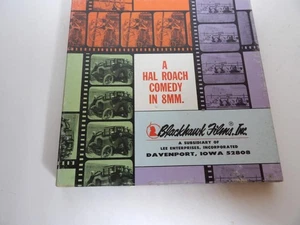 A
HAL ROACH
COMEDY
IN 8MM.
Blackhawk Films, Inc.
A SUBSIDIARY OF
LEE ENTERPRISES, INCORPORATED
DAVENPORT, IOWA 52808